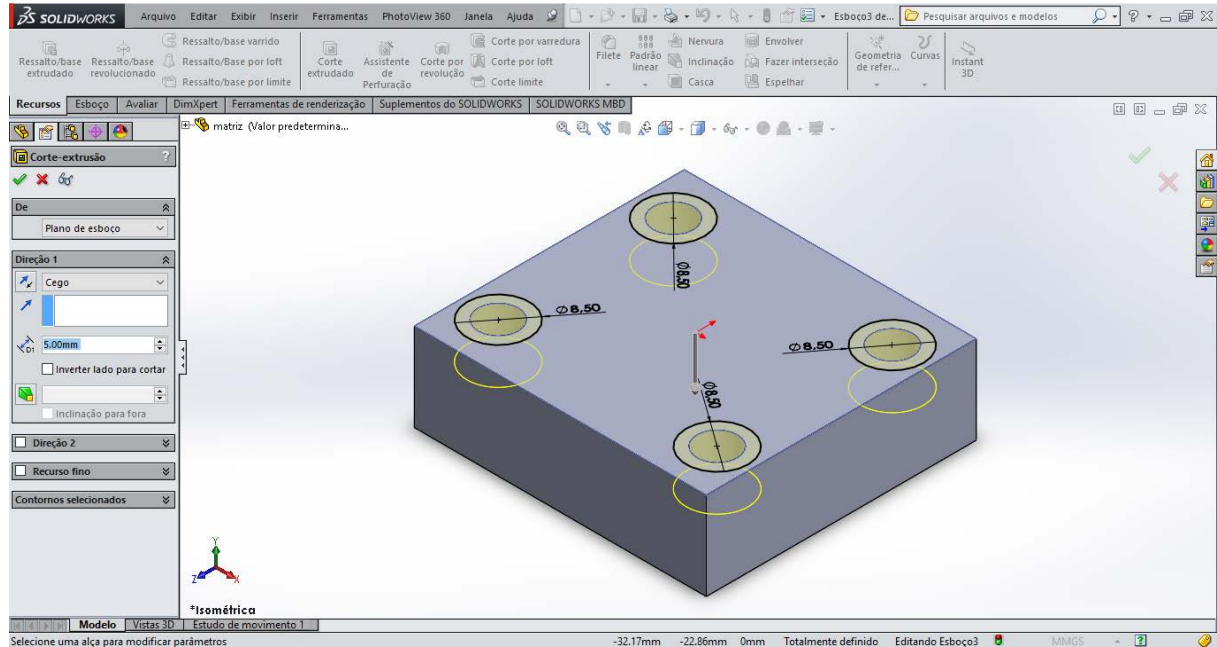 SOLIDWORKS Arquivo Editar Exibir Inserir Ferramentas PhotoView 360 Janela Ajuda Esboço3 de... Pesquisar arquivos e modelos ?
Ressalto/base extrudado
Ressalto/base revolucionado
Ressalto/base varrido
Ressalto/Base por loft
Ressalto/Base por limite
Corte extrudado
Assistente de Perfuração
Corte por revolução
Corte por varredura
Corte por loft
Corte limite
Filete
Padrão linear
Nervura
Inclinação
Casca
Envolver
Fazer interseção
Espelhar
Geometria de refer...
Curvas
Instant 3D
Recursos Esboço Avaliar DimXpert Ferramentas de renderização Suplementos do SOLIDWORKS SOLIDWORKS MBD
matriz (Valor predetermina...
Corte-extrusão ?
De
Plano de esboço
Direção 1
Cego
D1 5.00mm
Inverter lado para cortar
Inclinação para fora
Direção 2
Recurso fino
Contornos selecionados
Ø8,50
Ø8,50
Ø8,50
Ø8,50
Y
Z X
*Isométrica
Modelo Vistas 3D Estudo de movimento 1
Selecione uma alça para modificar parâmetros -32.17mm -22.86mm 0mm Totalmente definido Editando Esboço3 MMGS ?